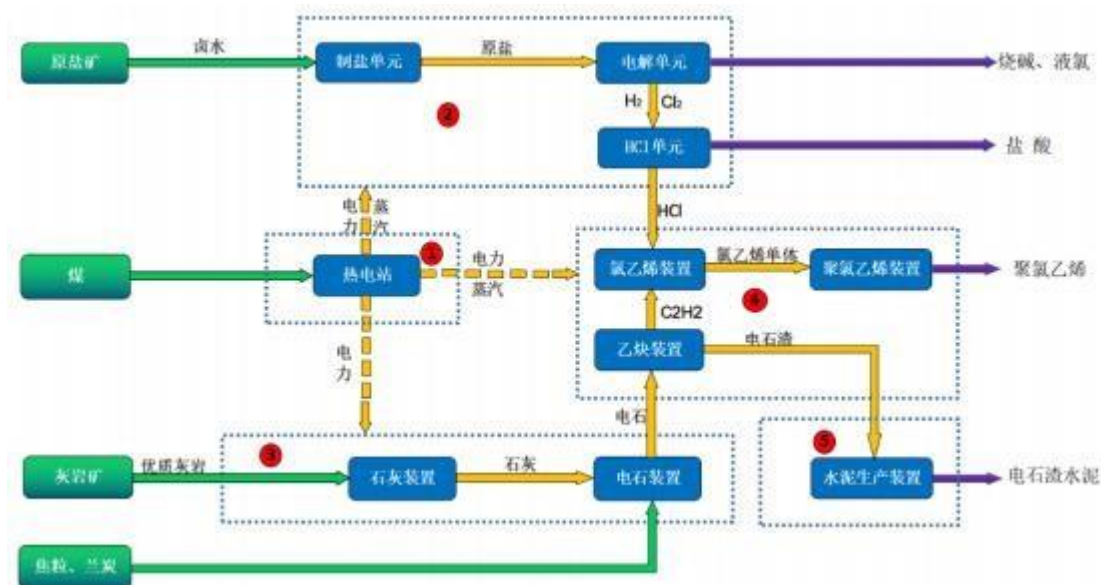 原盐矿
卤水
制盐单元
原盐
电解单元
烧碱、液氯
H₂
Cl₂
②
HCl单元
盐 酸
电力
蒸汽
HCl
①
煤
热电站
电力
蒸汽
氯乙烯装置
氯乙烯单体
聚氯乙烯装置
聚氯乙烯
④
C2H2
乙炔装置
电石渣
电力
电石
③
⑤
灰岩矿
优质灰岩
石灰装置
石灰
电石装置
水泥生产装置
电石渣水泥
焦粒、兰炭